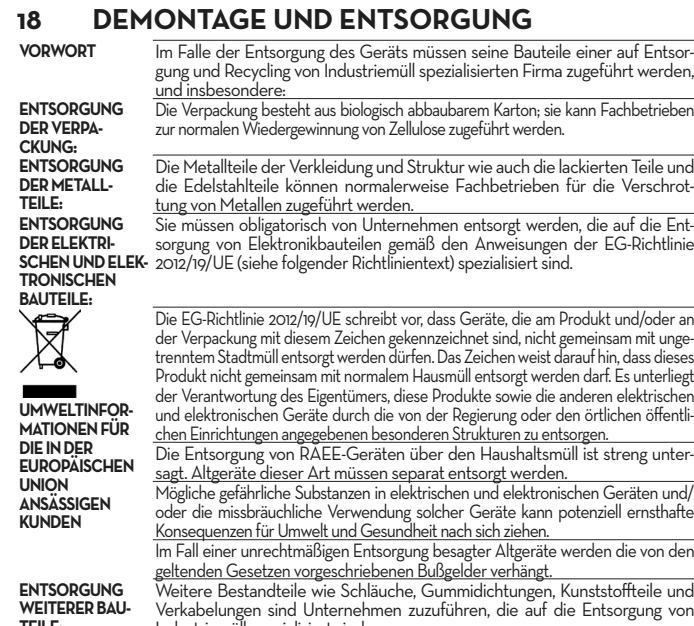 18 DEMONTAGE UND ENTSORGUNG
VORWORT
Im Falle der Entsorgung des Geräts müssen seine Bauteile einer auf Entsor-
gung und Recycling von Industriemüll spezialisierten Firma zugeführt werden,
und insbesondere:
ENTSORGUNG
DER VERPA-
CKUNG:
Die Verpackung besteht aus biologisch abbaubarem Karton; sie kann Fachbetrieben
zur normalen Wiedergewinnung von Zellulose zugeführt werden.
ENTSORGUNG
DER METALL-
TEILE:
Die Metallteile der Verkleidung und Struktur wie auch die lackierten Teile und
die Edelstahlteile können normalerweise Fachbetrieben für die Verschrot-
tung von Metallen zugeführt werden.
ENTSORGUNG
DER ELEKTRI-
SCHEN UND ELEK-
TRONISCHEN
BAUTEILE:
Sie müssen obligatorisch von Unternehmen entsorgt werden, die auf die Ent-
sorgung von Elektronikbauteilen gemäß den Anweisungen der EG-Richtlinie
2012/19/UE (siehe folgender Richtlinientext) spezialisiert sind.
UMWELTINFOR-
MATIONEN FÜR
DIE IN DER
EUROPÄISCHEN
UNION
ANSÄSSIGEN
KUNDEN
Die EG-Richtlinie 2012/19/UE schreibt vor, dass Geräte, die am Produkt und/oder an
der Verpackung mit diesem Zeichen gekennzeichnet sind, nicht gemeinsam mit unge-
trenntem Stadtmüll entsorgt werden dürfen. Das Zeichen weist darauf hin, dass dieses
Produkt nicht gemeinsam mit normalem Hausmüll entsorgt werden darf. Es unterliegt
der Verantwortung des Eigentümers, diese Produkte sowie die anderen elektrischen
und elektronischen Geräte durch die von der Regierung oder den örtlichen öffentli-
chen Einrichtungen angegebenen besonderen Strukturen zu entsorgen.
Die Entsorgung von RAEE-Geräten über den Haushaltsmüll ist streng unter-
sagt. Altgeräte dieser Art müssen separat entsorgt werden.
Mögliche gefährliche Substanzen in elektrischen und elektronischen Geräten und/
oder die missbräuchliche Verwendung solcher Geräte kann potenziell ernsthafte
Konsequenzen für Umwelt und Gesundheit nach sich ziehen.
Im Fall einer unrechtmäßigen Entsorgung besagter Altgeräte werden die von den
geltenden Gesetzen vorgeschriebenen Bußgelder verhängt.
ENTSORGUNG
WEITERER BAU-
Weitere Bestandteile wie Schläuche, Gummidichtungen, Kunststoffteile und
Verkabelungen sind Unternehmen zuzuführen, die auf die Entsorgung von